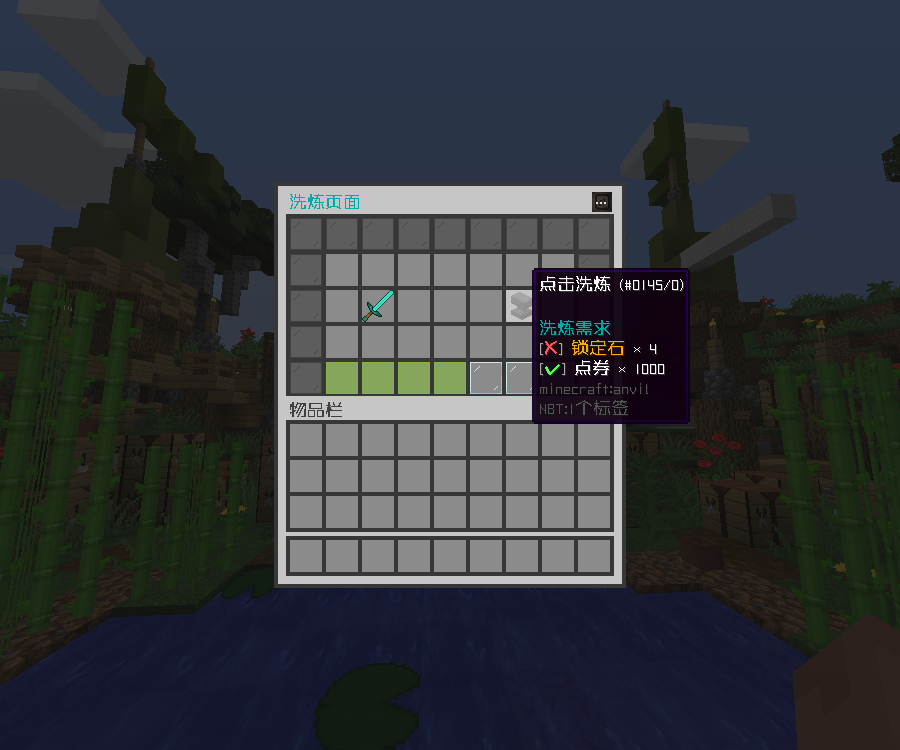 洗炼页面
点击洗炼 (#0145/0)
洗炼需求
[✗] 锁定石 × 4
[✓] 点券 × 1000
minecraft:anvil
NBT:1个标签
物品栏